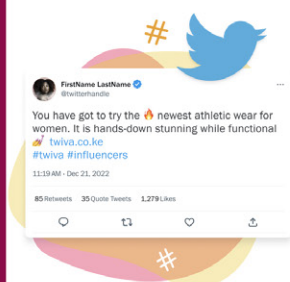 #
FirstName LastName
@twitterhandle
You have got to try the 🔥 newest athletic wear for
women. It is hands-down stunning while functional
💅 twiva.co.ke
#twiva #influencers
11:19 AM - Dec 21, 2022
85 Retweets 35 Quote Tweets 1,279 Likes
#